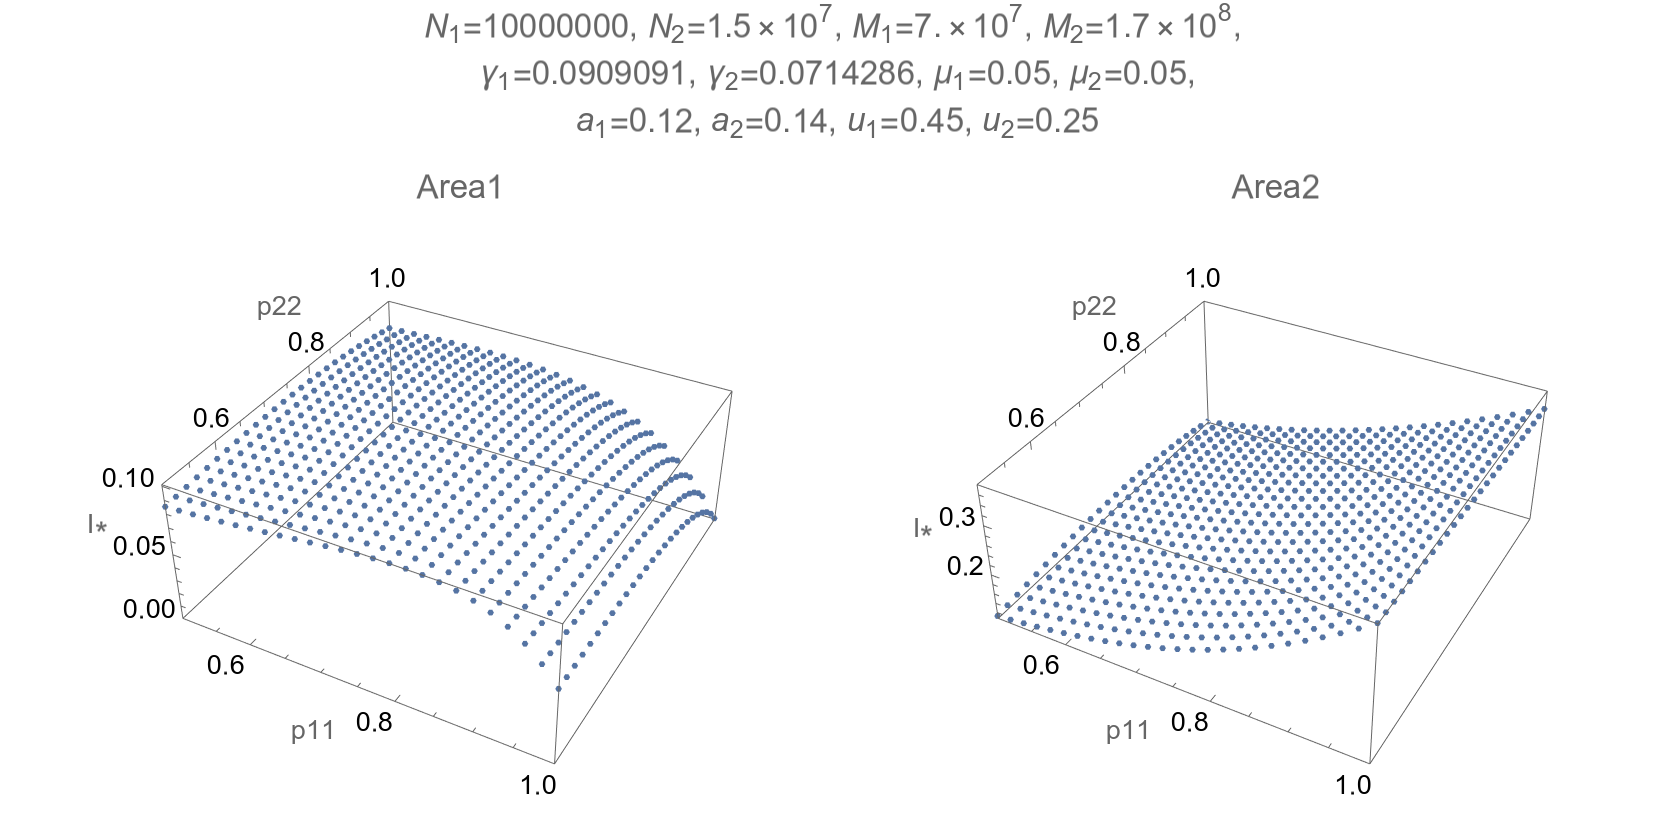 N₁=10000000, N₂=1.5×10⁷, M₁=7.×10⁷, M₂=1.7×10⁸,
γ₁=0.0909091, γ₂=0.0714286, μ₁=0.05, μ₂=0.05,
a₁=0.12, a₂=0.14, u₁=0.45, u₂=0.25
Area1
1.0
p22
0.8
0.6
0.10
I*
0.05
0.00
0.6
p11
0.8
1.0
Area2
1.0
p22
0.8
0.6
I*
0.3
0.2
0.6
p11
0.8
1.0